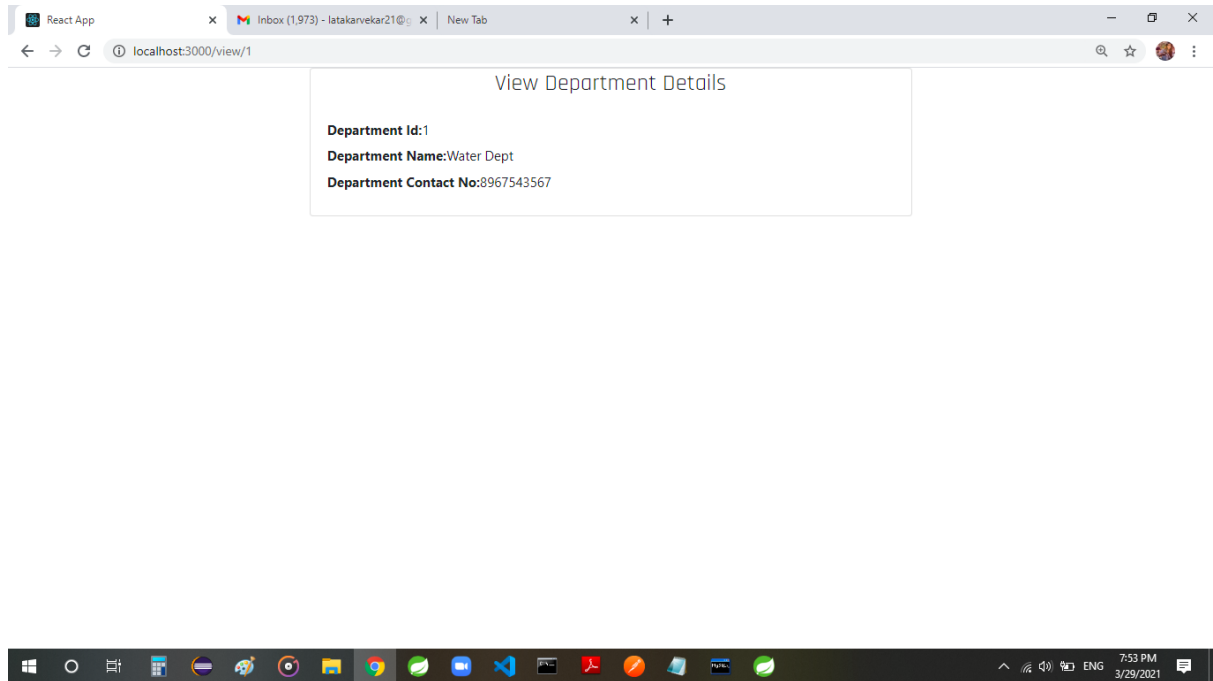 React App
Inbox (1,973) - latakarvekar21@g
New Tab
localhost:3000/view/1
View Department Details
Department Id:1
Department Name:Water Dept
Department Contact No:8967543567
ENG
7:53 PM
3/29/2021